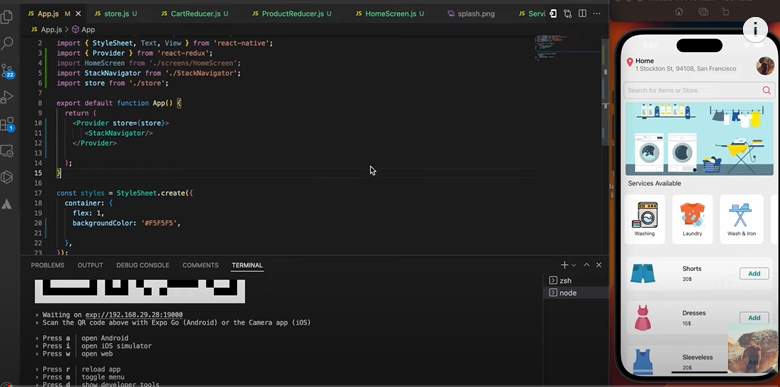 App.js M
store.js
CartReducer.js
ProductReducer.js
HomeScreen.js
splash.png
Servi
App.js > App
2 import { StyleSheet, Text, View } from 'react-native';
3 import { Provider } from 'react-redux';
4 import HomeScreen from './screens/HomeScreen';
5 import StackNavigator from './StackNavigator';
6 import store from './store';
7
8 export default function App() {
9 return (
10 <Provider store={store}>
11 <StackNavigator/>
12 </Provider>
13
14 );
15 }
16
17 const styles = StyleSheet.create({
18 container: {
19 flex: 1,
20 backgroundColor: '#F5F5F5',
21
22 },
23 });
PROBLEMS OUTPUT DEBUG CONSOLE COMMENTS TERMINAL
zsh
node
› Waiting on exp://192.168.29.28:19000
› Scan the QR code above with Expo Go (Android) or the Camera app (iOS)
› Press a | open Android
› Press i | open iOS simulator
› Press w | open web
› Press r | reload app
› Press m | toggle menu
› Press d | show developer tools
22
1
i
Home
1 Stockton St, 94108, San Francisco
Search for items or Store
Services Available
Washing
Laundry
Wash & Iron
Shorts
20$
Add
Dresses
15$
Add
Sleeveless
20$